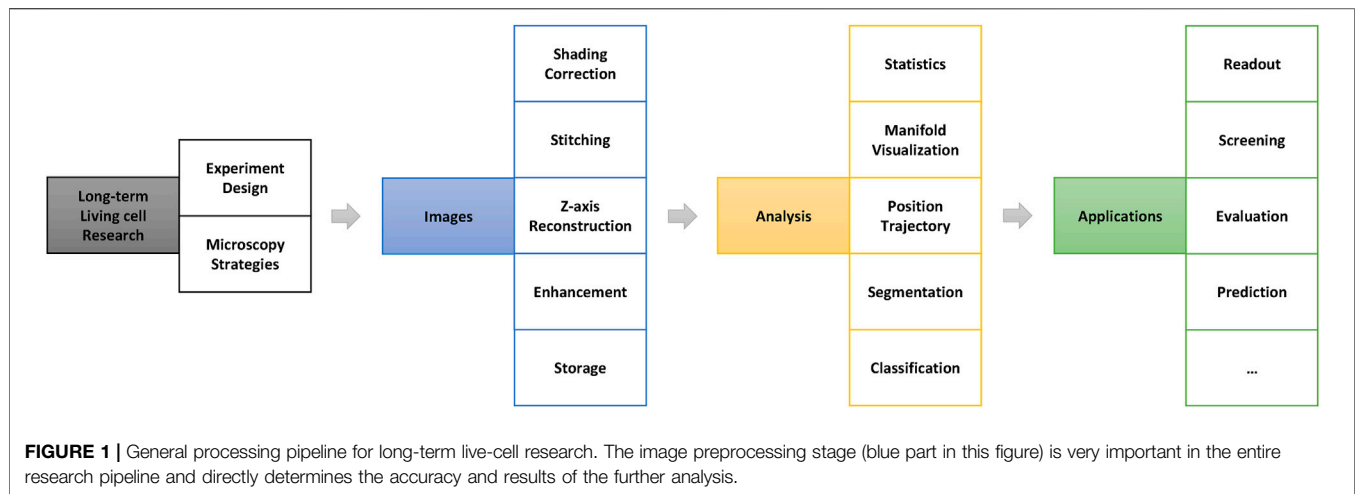 Long-term
Living cell
Research
Experiment
Design
Microscopy
Strategies
Images
Shading
Correction
Stitching
Z-axis
Reconstruction
Enhancement
Storage
Analysis
Statistics
Manifold
Visualization
Position
Trajectory
Segmentation
Classification
Applications
Readout
Screening
Evaluation
Prediction
...
FIGURE 1 | General processing pipeline for long-term live-cell research. The image preprocessing stage (blue part in this figure) is very important in the entire
research pipeline and directly determines the accuracy and results of the further analysis.